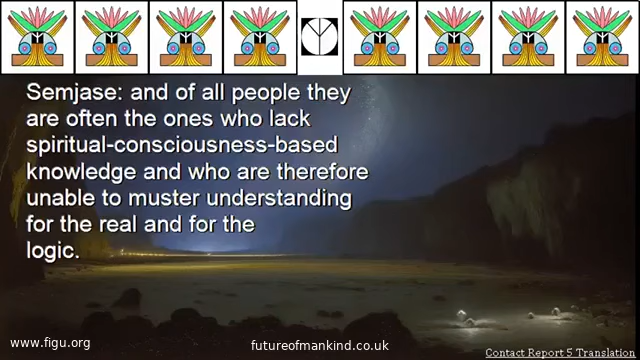 Semjase: and of all people they
are often the ones who lack
spiritual-consciousness-based
knowledge and who are therefore
unable to muster understanding
for the real and for the
logic.
www.figu.org
futureofmankind.co.uk
Contact Report 5 Translation